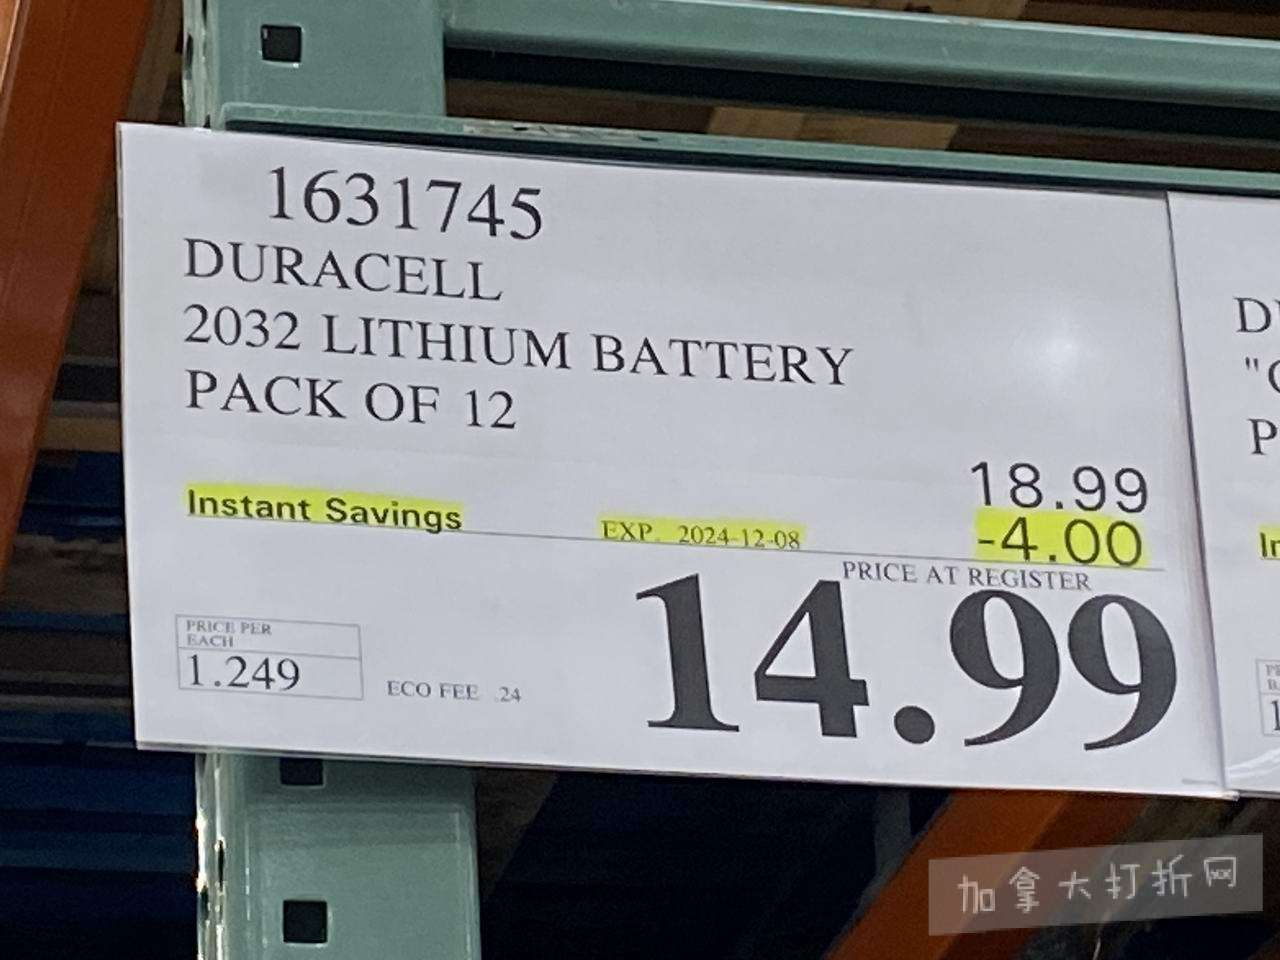 1631745
DURACELL
2032 LITHIUM BATTERY
PACK OF 12
18.99
Instant Savings EXP. 2024-12-08 -4.00
PRICE AT REGISTER
14.99
PRICE PER
EACH
1.249
ECO FEE .24
加拿大打折网